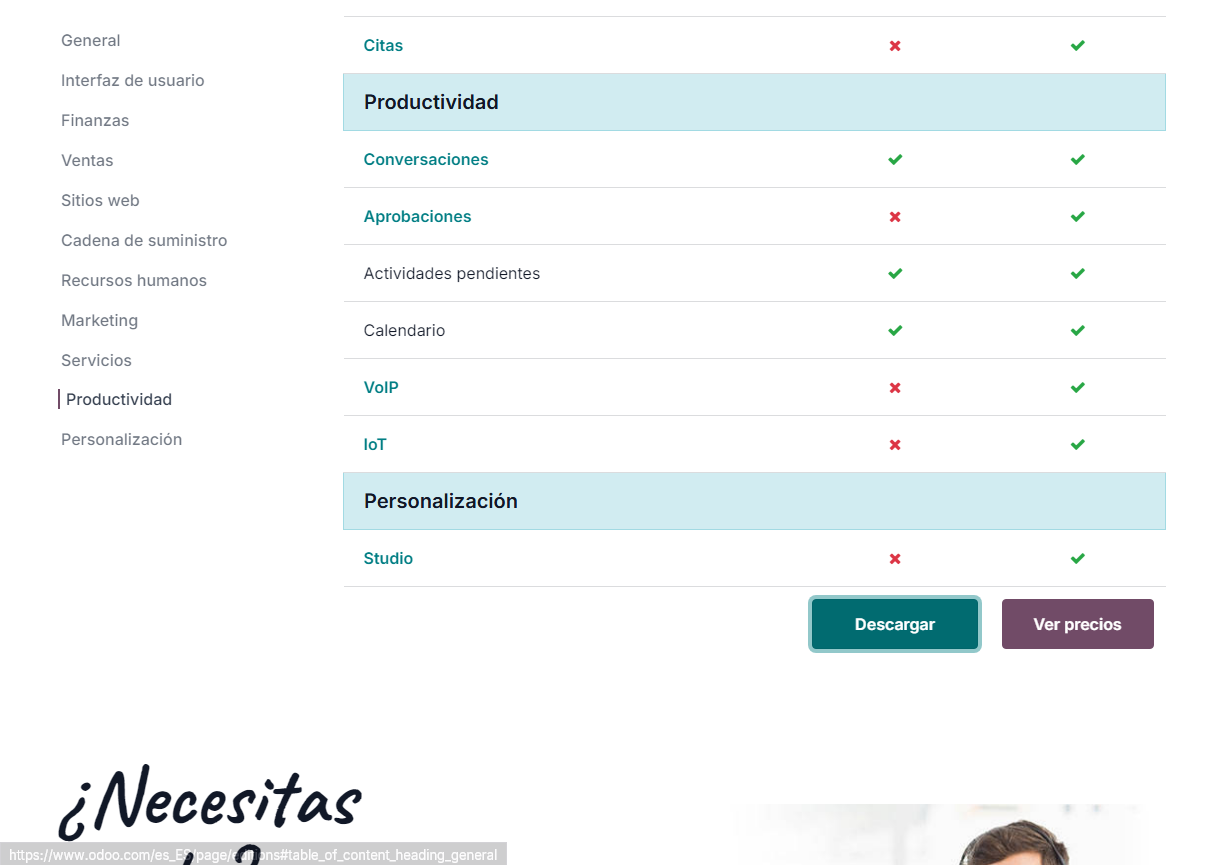 General
Interfaz de usuario
Finanzas
Ventas
Sitios web
Cadena de suministro
Recursos humanos
Marketing
Servicios
Productividad
Personalización
Citas
Productividad
Conversaciones
Aprobaciones
Actividades pendientes
Calendario
VoIP
IoT
Personalización
Studio
Descargar
Ver precios
¿Necesitas
https://www.odoo.com/es_ES/page/editions#table_of_content_heading_general